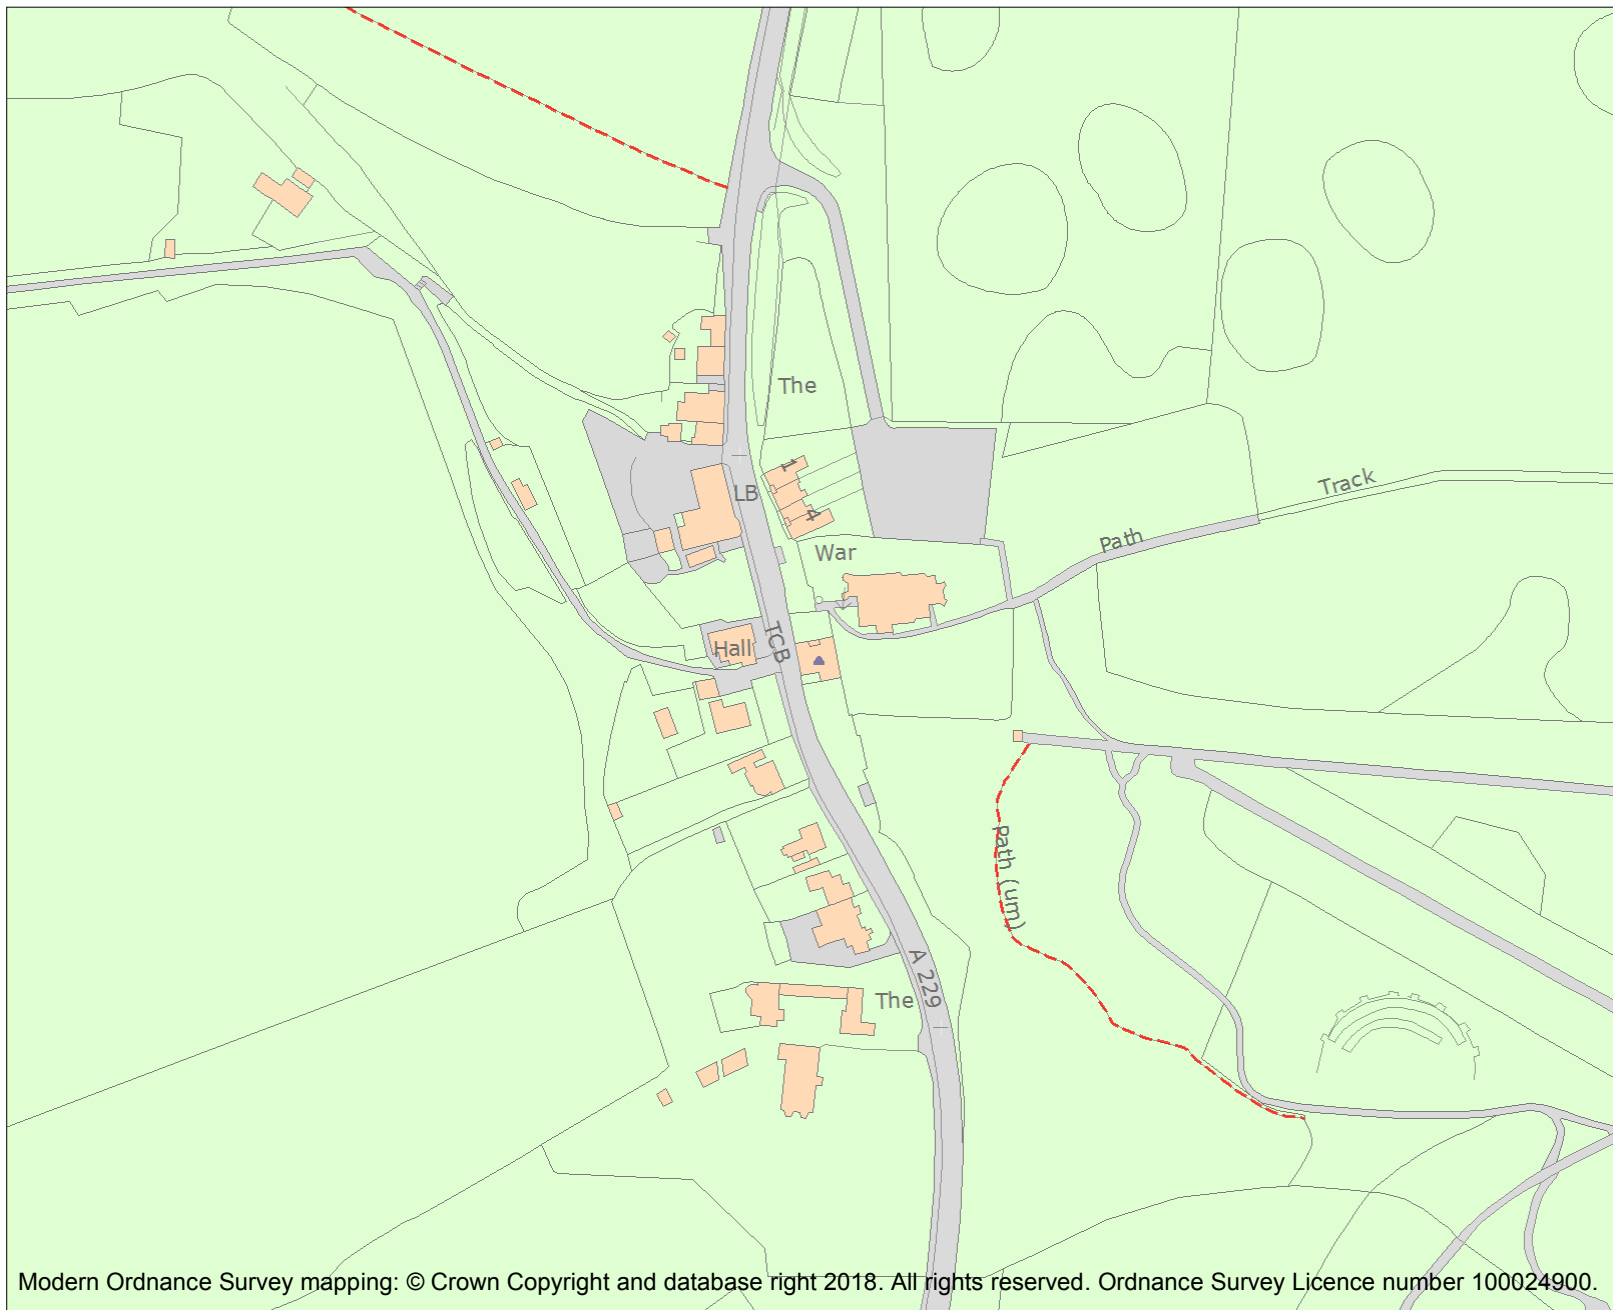 The
1
LB
4
Track
Path
War
TCB
Hall
Path (um)
A 229
The
Modern Ordnance Survey mapping: © Crown Copyright and database right 2018. All rights reserved. Ordnance Survey Licence number 100024900.